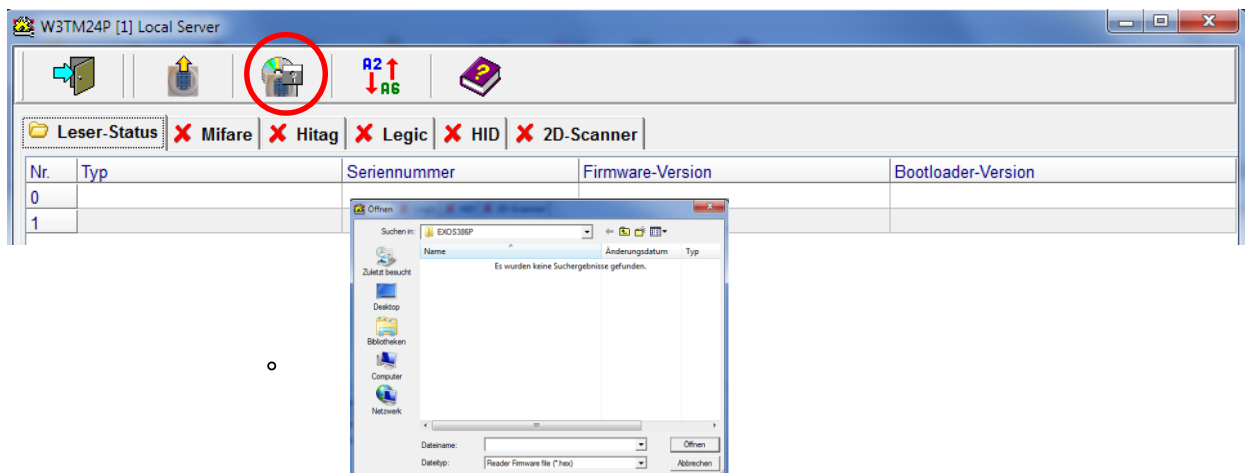 W3TM24P [1] Local Server
A2
A6
Leser-Status Mifare Hitag Legic HID 2D-Scanner
Nr. Typ Seriennummer Firmware-Version Bootloader-Version
0
1
Öffnen
Suchen in: EXOS386P
Name Änderungsdatum Typ
Es wurden keine Suchergebnisse gefunden.
Zuletzt besucht
Desktop
Bibliotheken
Computer
Netzwerk
Dateiname: Öffnen
Dateityp: Reader Firmware file (*.hex) Abbrechen